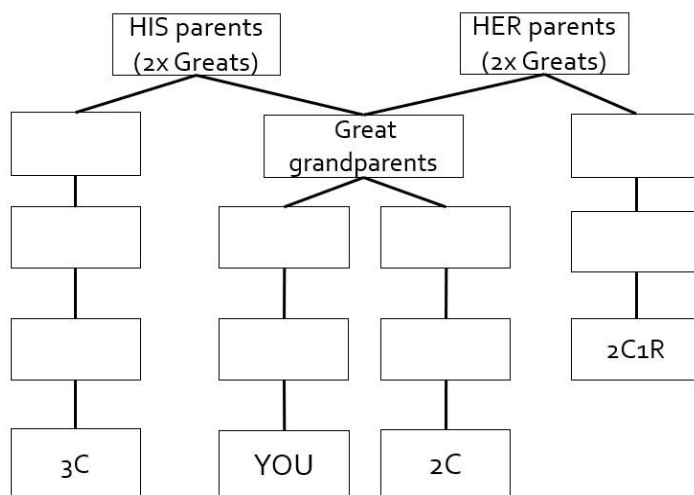 HIS parents
(2x Greats)
HER parents
(2x Greats)
Great
grandparents
2C1R
3C
YOU
2C